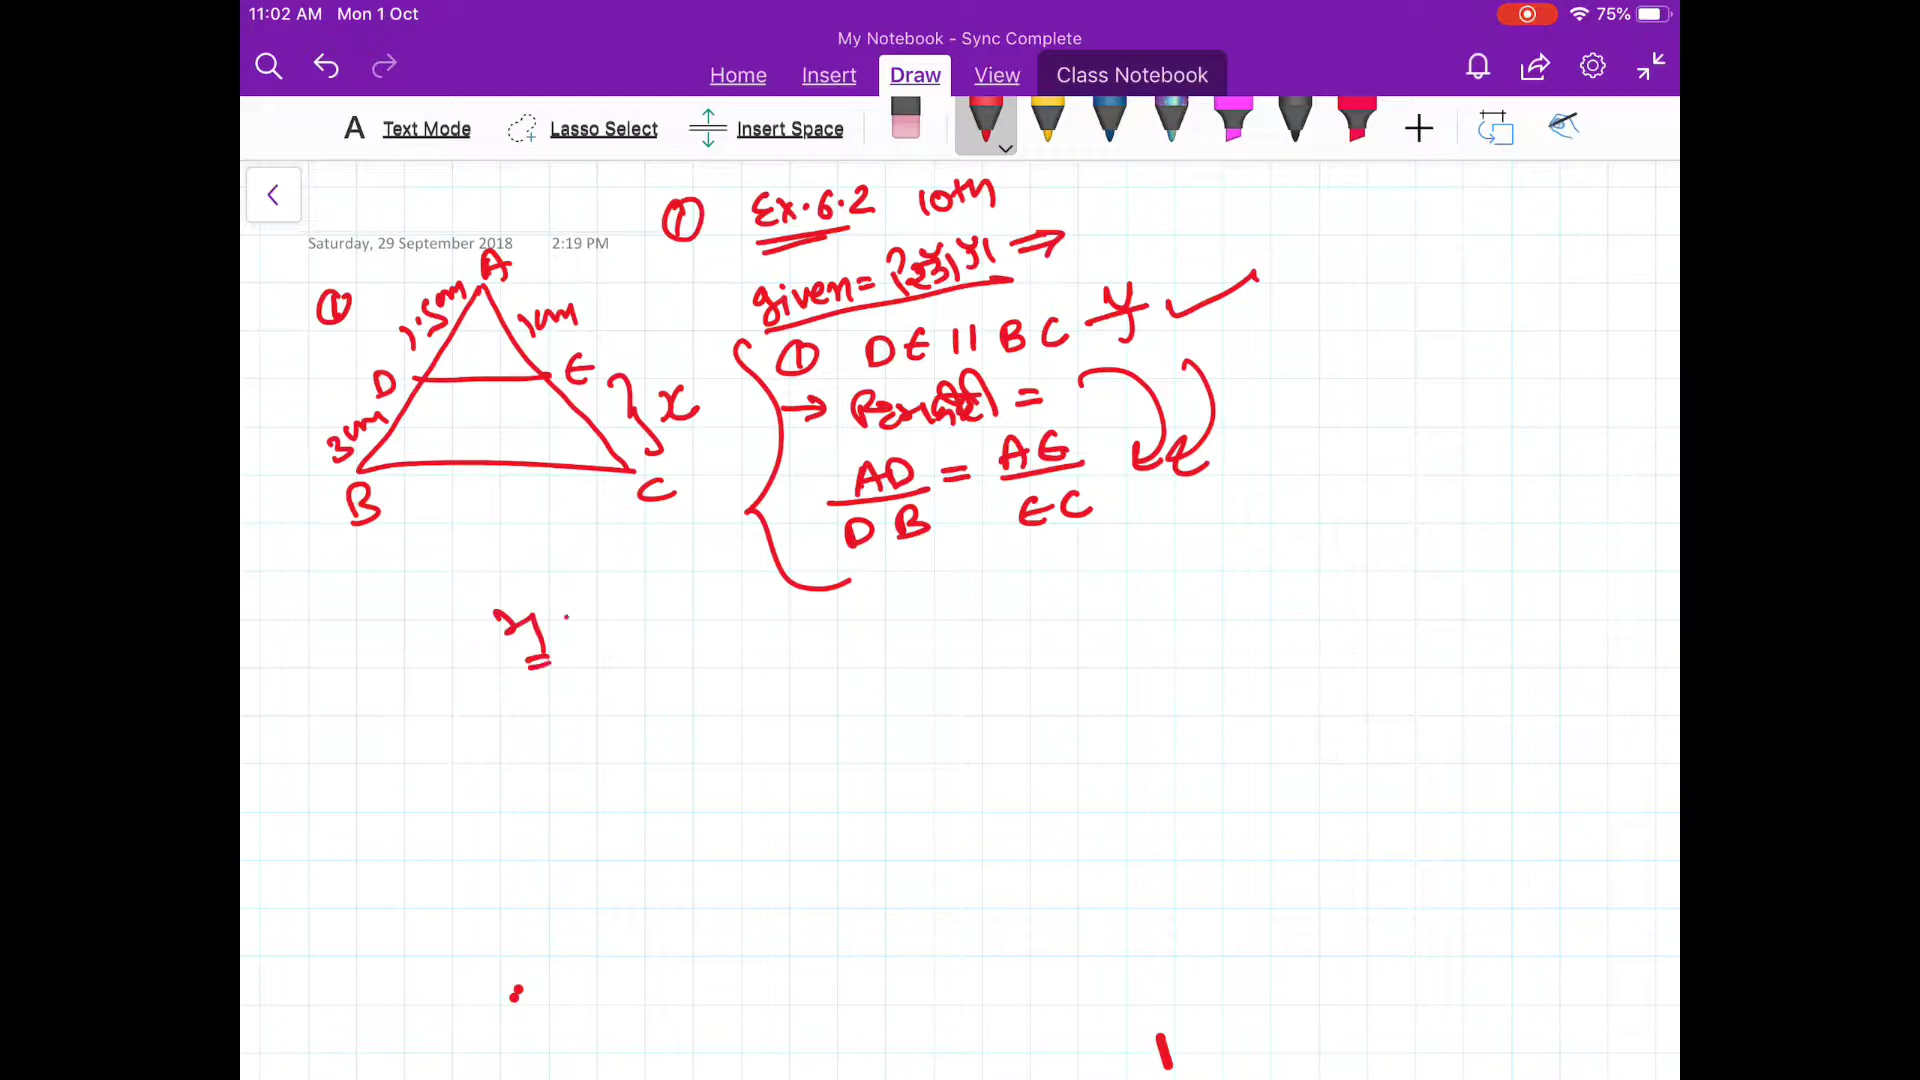 11:02 AM Mon 1 Oct
75%
My Notebook - Sync Complete
Home Insert Draw View Class Notebook
A Text Mode Lasso Select Insert Space
① Ex.6.2 10th
Saturday, 29 September 2018 2:19 PM
given = ⇒
① DE || BC
→ =
AD/DB = AE/EC
①
A
1.5cm 1cm
D E
3cm x
B C